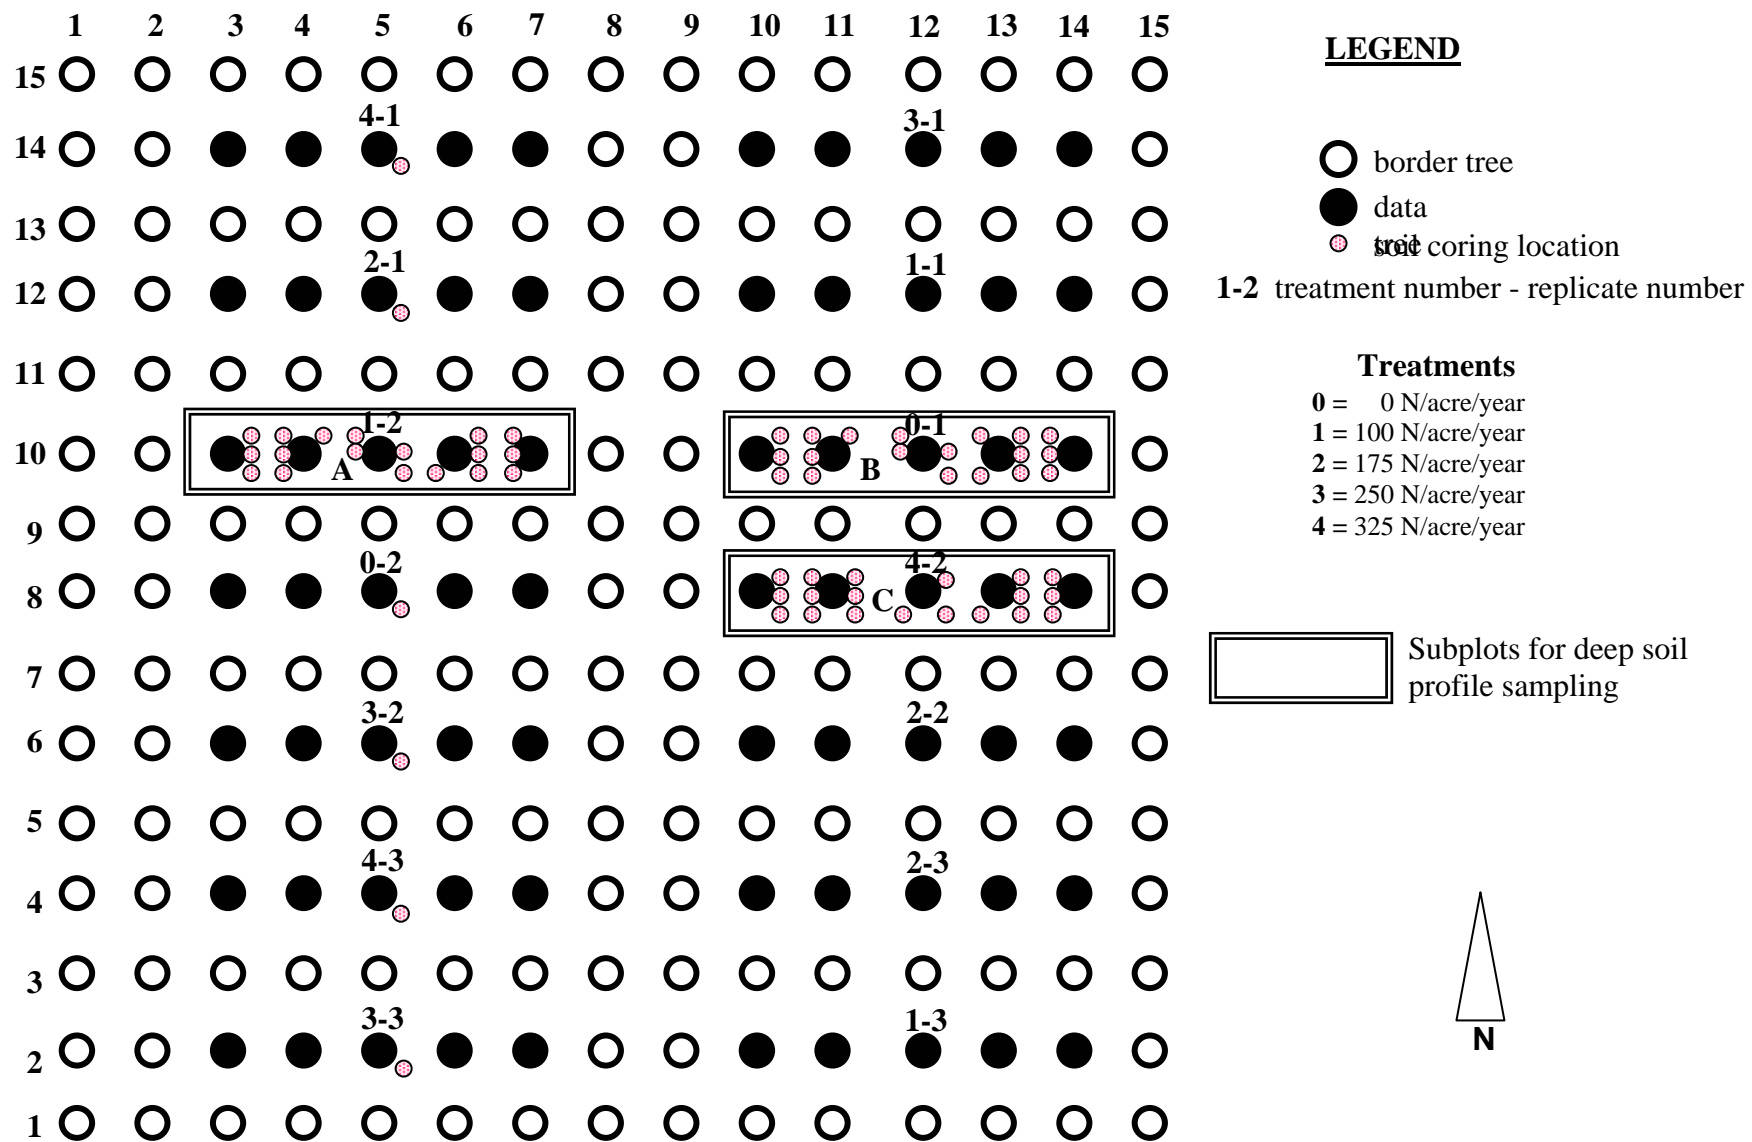 1 2 3 4 5 6 7 8 9 10 11 12 13 14 15
LEGEND
15
4-1 3-1
14
border tree
data
tree
soil coring location
13
2-1 1-1
12
1-2 treatment number - replicate number
11
Treatments
0 = 0 N/acre/year
1 = 100 N/acre/year
2 = 175 N/acre/year
3 = 250 N/acre/year
4 = 325 N/acre/year
1-2 0-1
10
A B
9
0-2 4-2
8
C
Subplots for deep soil
profile sampling
7
3-2 2-2
6
5
4-3 2-3
4
3
3-3 1-3
2
N
1